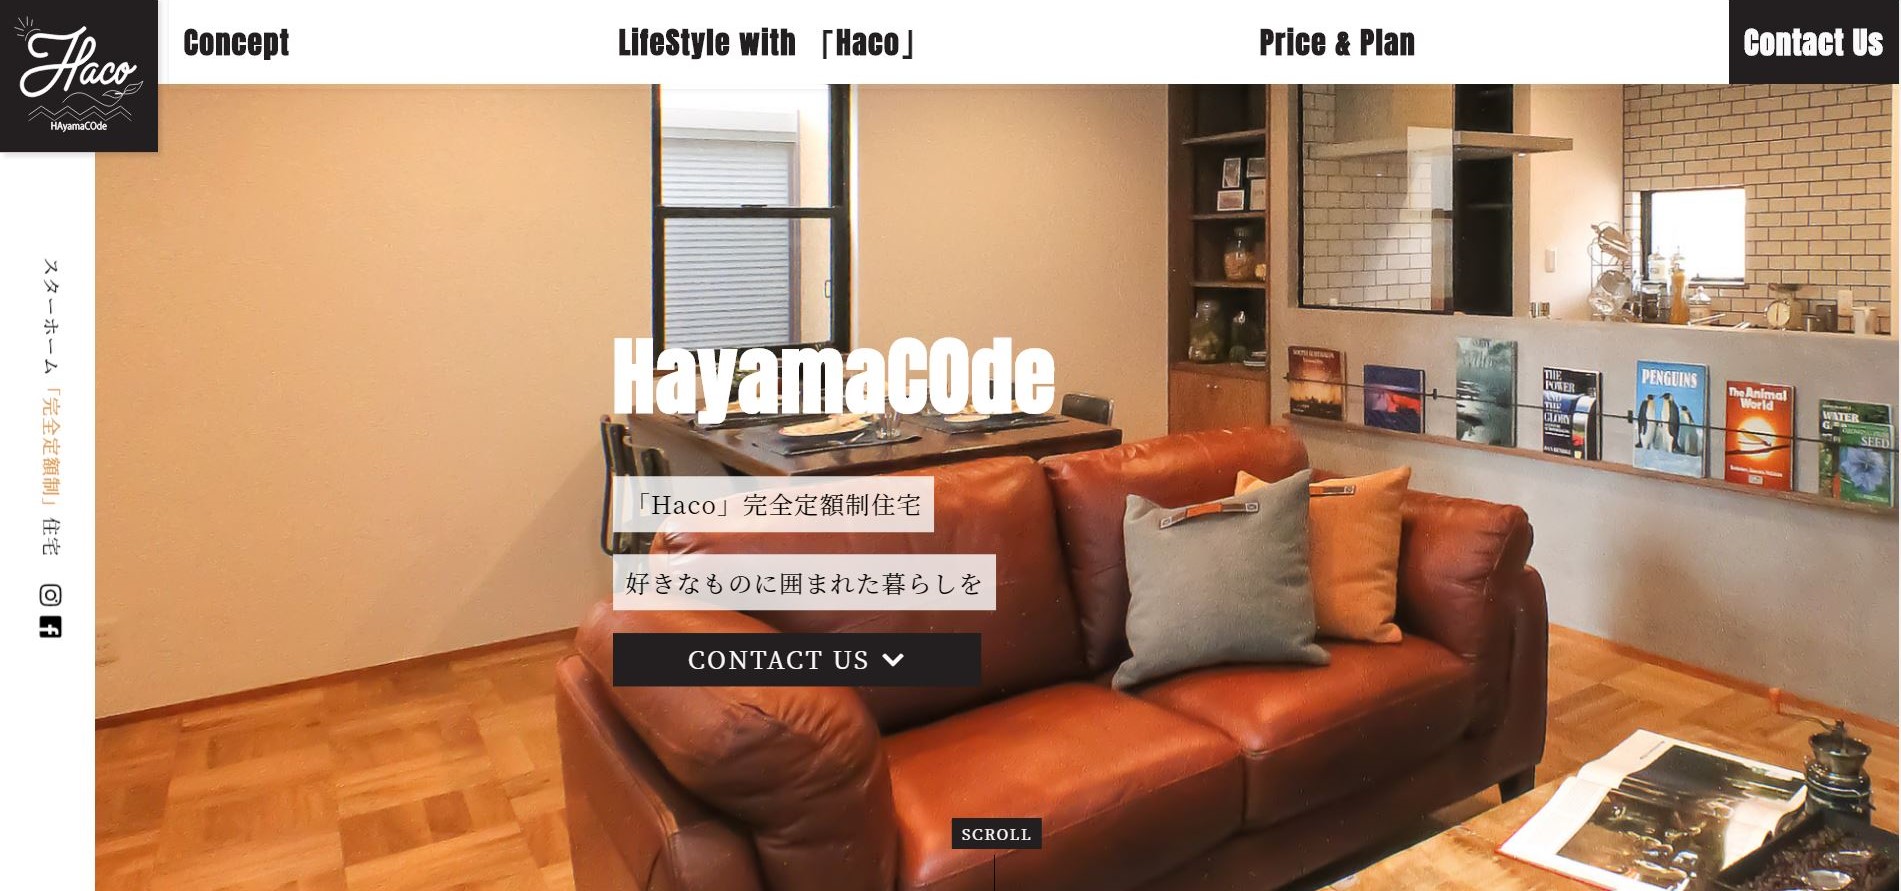 Haco
HAyamaCOde
Concept
LifeStyle with 「Haco」
Price & Plan
Contact Us
スターホーム「完全定額制」住宅
HayamaCOde
「Haco」完全定額制住宅
好きなものに囲まれた暮らしを
CONTACT US
SCROLL
THE
POWER
AND THE
GLORY
PENGUINS
The Animal
World
WATER
SEED